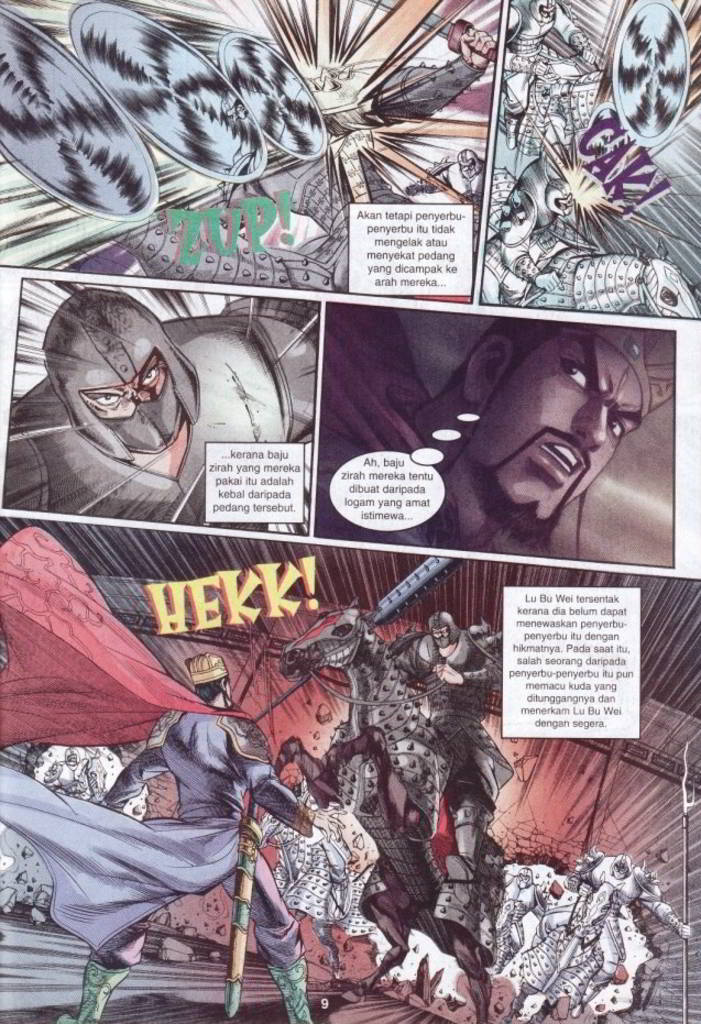 ZUP!
Akan tetapi penyerbu-
penyerbu itu tidak
mengelak atau
menyekat pedang
yang dicampak ke
arah mereka...
GAK!
...kerana baju
zirah yang mereka
pakai itu adalah
kebal daripada
pedang tersebut.
Ah, baju
zirah mereka tentu
dibuat daripada
logam yang amat
istimewa...
HEKK!
Lu Bu Wei tersentak
kerana dia belum dapat
menewaskan penyerbu-
penyerbu itu dengan
hikmatnya. Pada saat itu,
salah seorang daripada
penyerbu-penyerbu itu pun
memacu kuda yang
ditunggangnya dan
menerkam Lu Bu Wei
dengan segera.
9